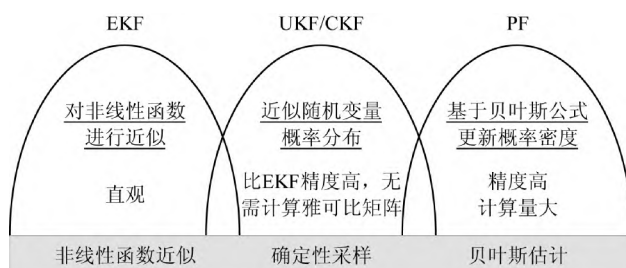 EKF
UKF/CKF
PF
对非线性函数
进行近似
近似随机变量
概率分布
基于贝叶斯公式
更新概率密度
直观
比EKF精度高，无
需计算雅可比矩阵
精度高
计算量大
非线性函数近似
确定性采样
贝叶斯估计